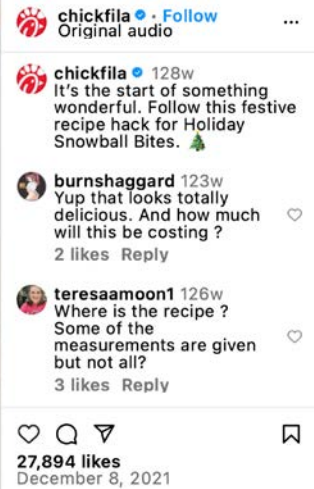 chickfila · Follow
Original audio
chickfila 128w
It's the start of something
wonderful. Follow this festive
recipe hack for Holiday
Snowball Bites. 🎄
burnshaggard 123w
Yup that looks totally
delicious. And how much
will this be costing ?
2 likes Reply
teresaamoon1 126w
Where is the recipe ?
Some of the
measurements are given
but not all?
3 likes Reply
27,894 likes
December 8, 2021